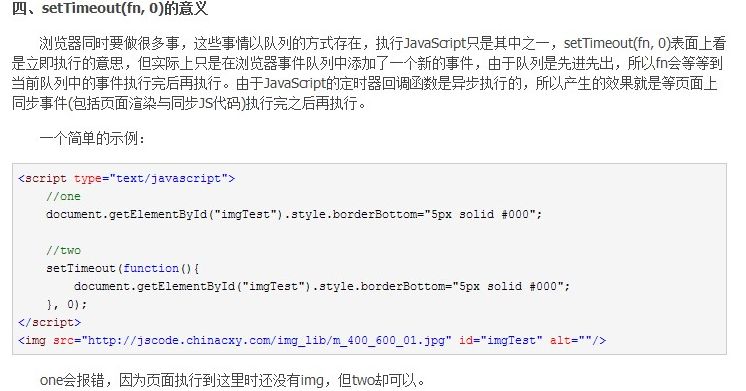 四、setTimeout(fn, 0)的意义
浏览器同时要做很多事，这些事情以队列的方式存在，执行JavaScript只是其中之一，setTimeout(fn, 0)表面上看
是立即执行的意思，但实际上只是在浏览器事件队列中添加了一个新的事件，由于队列是先进先出，所以fn会等等到
当前队列中的事件执行完后再执行。由于JavaScript的定时器回调函数是异步执行的，所以产生的效果就是等页面上
同步事件(包括页面渲染与同步JS代码)执行完之后再执行。
一个简单的示例：
<script type="text/javascript">
//one
document.getElementById("imgTest").style.borderBottom="5px solid #000";
//two
setTimeout(function(){
document.getElementById("imgTest").style.borderBottom="5px solid #000";
}, 0);
</script>
<img src="http://jscode.chinacxy.com/img_lib/m_400_600_01.jpg" id="imgTest" alt=""/>
one会报错，因为页面执行到这里时还没有img，但two却可以。